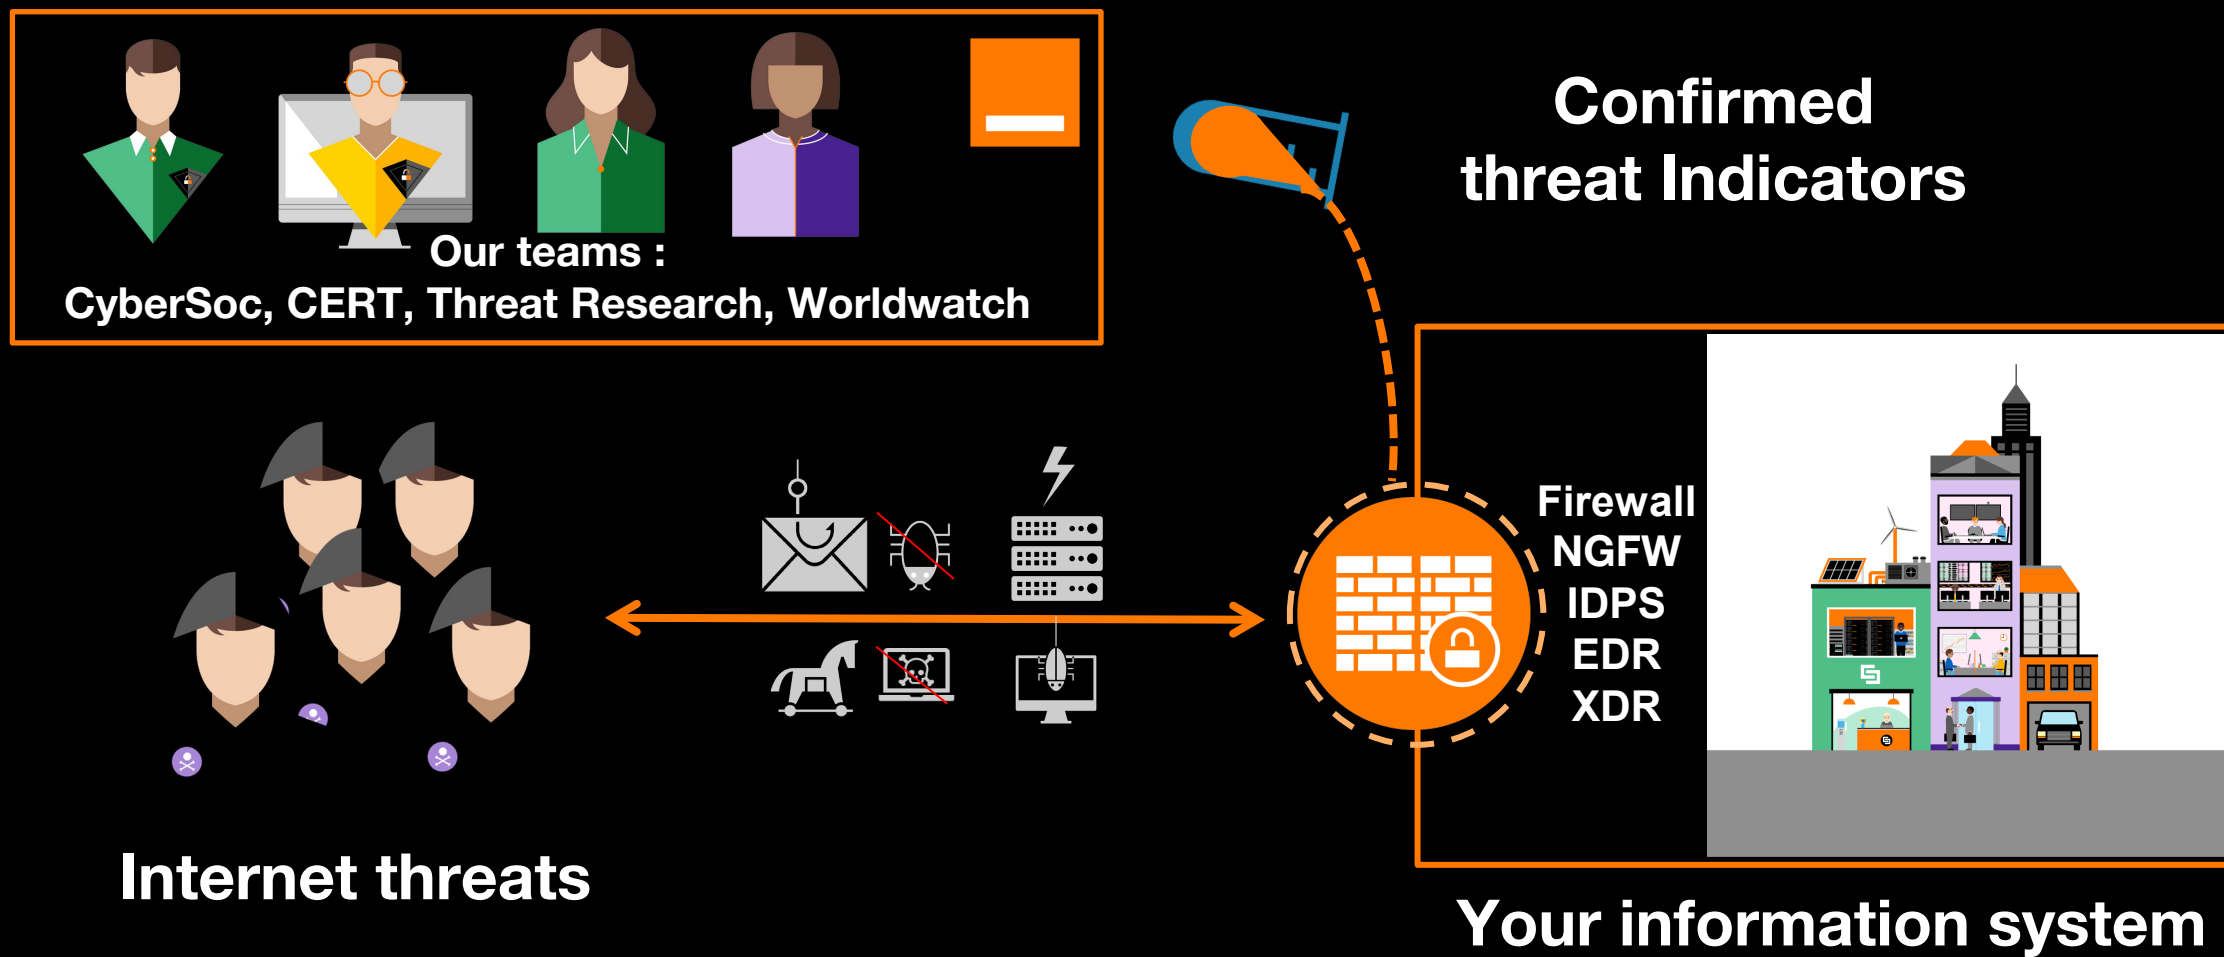 Our teams :
CyberSoc, CERT, Threat Research, Worldwatch
Confirmed
threat Indicators
Firewall
NGFW
IDPS
EDR
XDR
Internet threats
Your information system